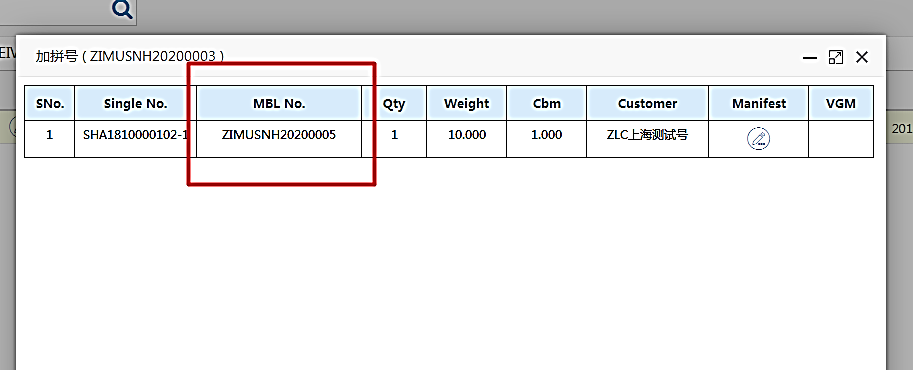 加拼号 ( ZIMUSNH20200003 )
SNo. Single No. MBL No. Qty Weight Cbm Customer Manifest VGM
1 SHA1810000102-1 ZIMUSNH20200005 1 10.000 1.000 ZLC上海测试号
201